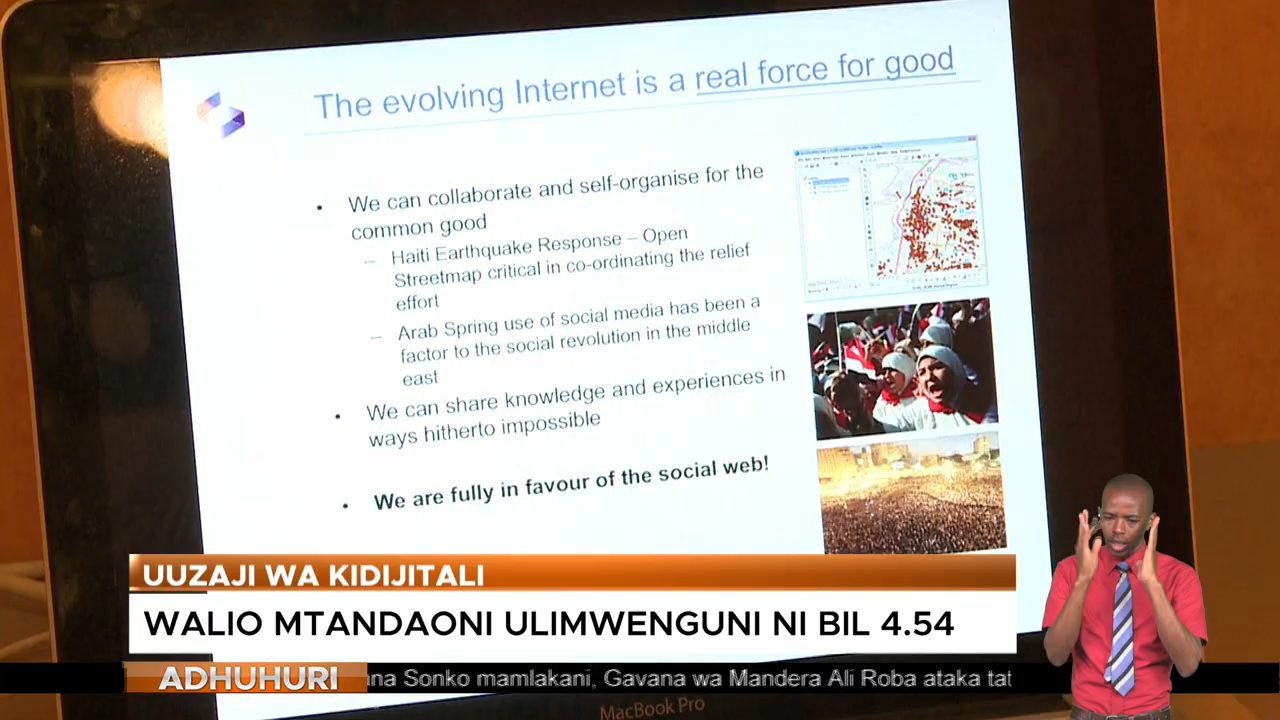 The evolving Internet is a real force for good
• We can collaborate and self-organise for the
common good
– Haiti Earthquake Response – Open
Streetmap critical in co-ordinating the relief
effort
– Arab Spring use of social media has been a
factor to the social revolution in the middle
east
• We can share knowledge and experiences in
ways hitherto impossible
• We are fully in favour of the social web!
UUZAJI WA KIDIJITALI
WALIO MTANDAONI ULIMWENGUNI NI BIL 4.54
ADHUHURI
Sonko mamlakani, Gavana wa Mandera Ali Roba ataka
MacBook Pro